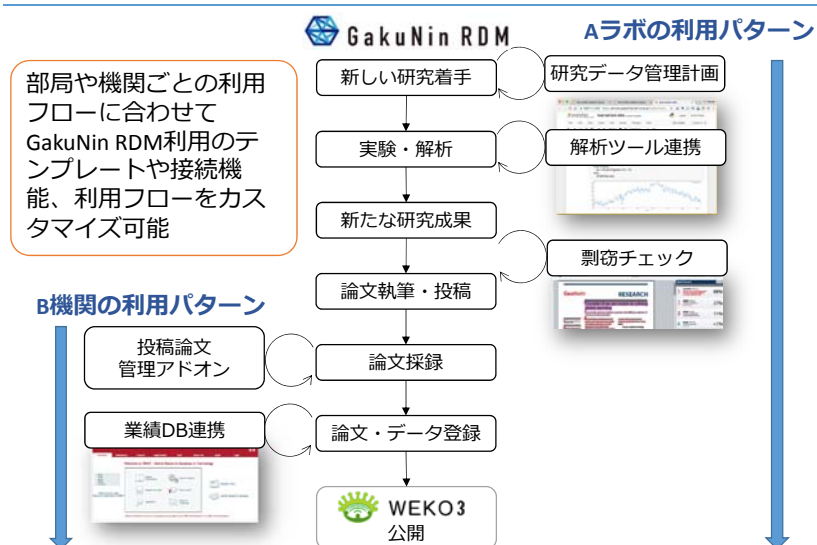 GakuNin RDM
Aラボの利用パターン
部局や機関ごとの利用
フローに合わせて
GakuNin RDM利用のテ
ンプレートや接続機
能、利用フローをカス
タマイズ可能
新しい研究着手
研究データ管理計画
実験・解析
解析ツール連携
新たな研究成果
剽窃チェック
論文執筆・投稿
RESEARCH
B機関の利用パターン
投稿論文
管理アドオン
論文採録
業績DB連携
論文・データ登録
WEKO3
公開